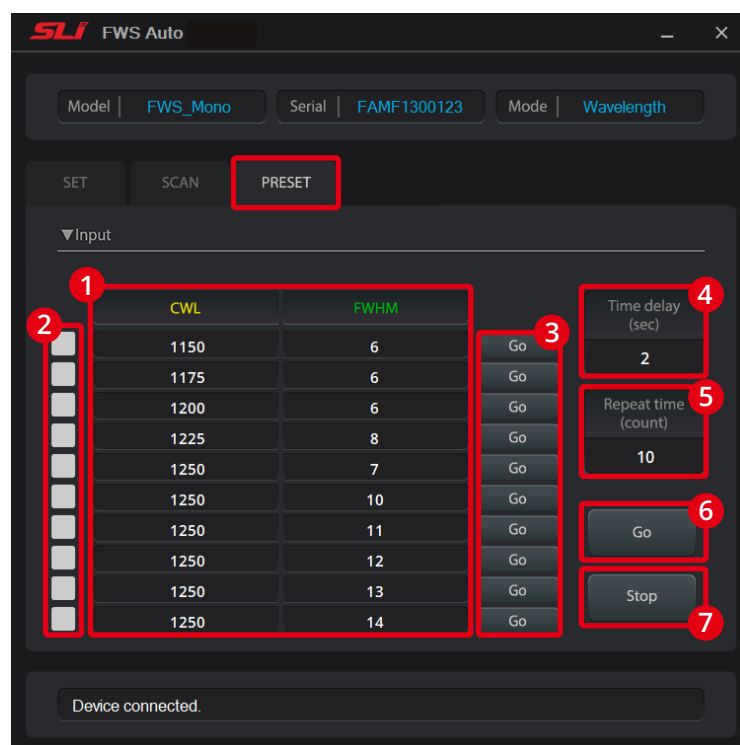 SLi FWS Auto
Model | FWS_Mono Serial | FAMF1300123 Mode | Wavelength
SET SCAN PRESET
▼Input
1
2
3
4
5
6
7
CWL FWHM
1150 6 Go
1175 6 Go
1200 6 Go
1225 8 Go
1250 7 Go
1250 10 Go
1250 11 Go
1250 12 Go
1250 13 Go
1250 14 Go
Time delay
(sec)
2
Repeat time
(count)
10
Go
Stop
Device connected.